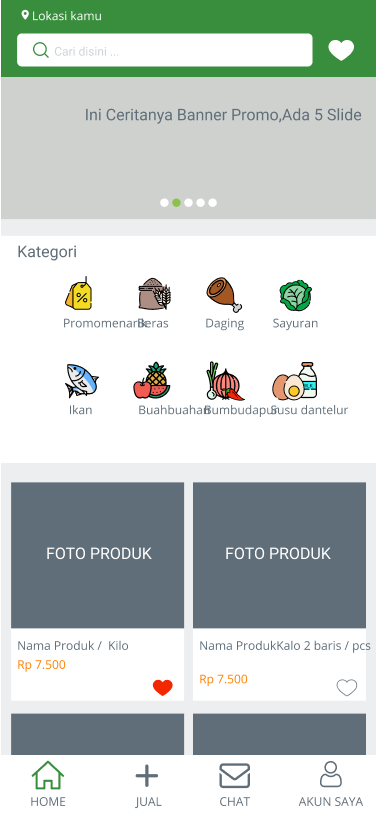 Lokasi kamu
Cari disini ...
Ini Ceritanya Banner Promo,Ada 5 Slide
Kategori
%
Promomenarik Beras Daging Sayuran
Ikan Buahbuahan Bumbudapur Susu dantelur
FOTO PRODUK FOTO PRODUK
Nama Produk / Kilo
Rp 7.500
Nama ProdukKalo 2 baris / pcs
Rp 7.500
HOME JUAL CHAT AKUN SAYA